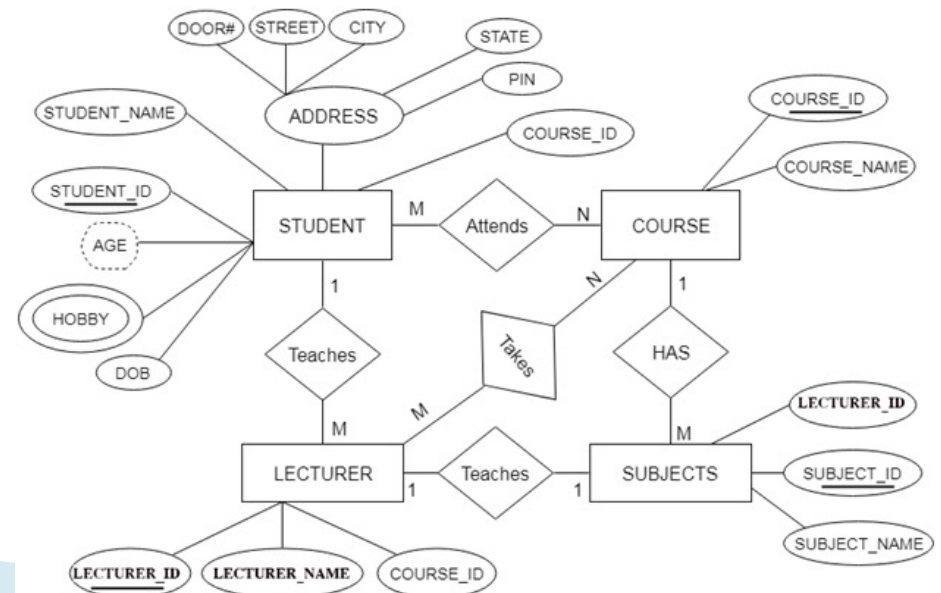 DOOR#
STREET
CITY
STATE
PIN
ADDRESS
STUDENT_NAME
COURSE_ID
COURSE_ID
COURSE_NAME
STUDENT_ID
AGE
HOBBY
DOB
STUDENT
M
Attends
N
COURSE
1
1
N
Teaches
Takes
HAS
M
M
M
LECTURER
1
Teaches
1
SUBJECTS
LECTURER_ID
SUBJECT_ID
SUBJECT_NAME
LECTURER_ID
LECTURER_NAME
COURSE_ID